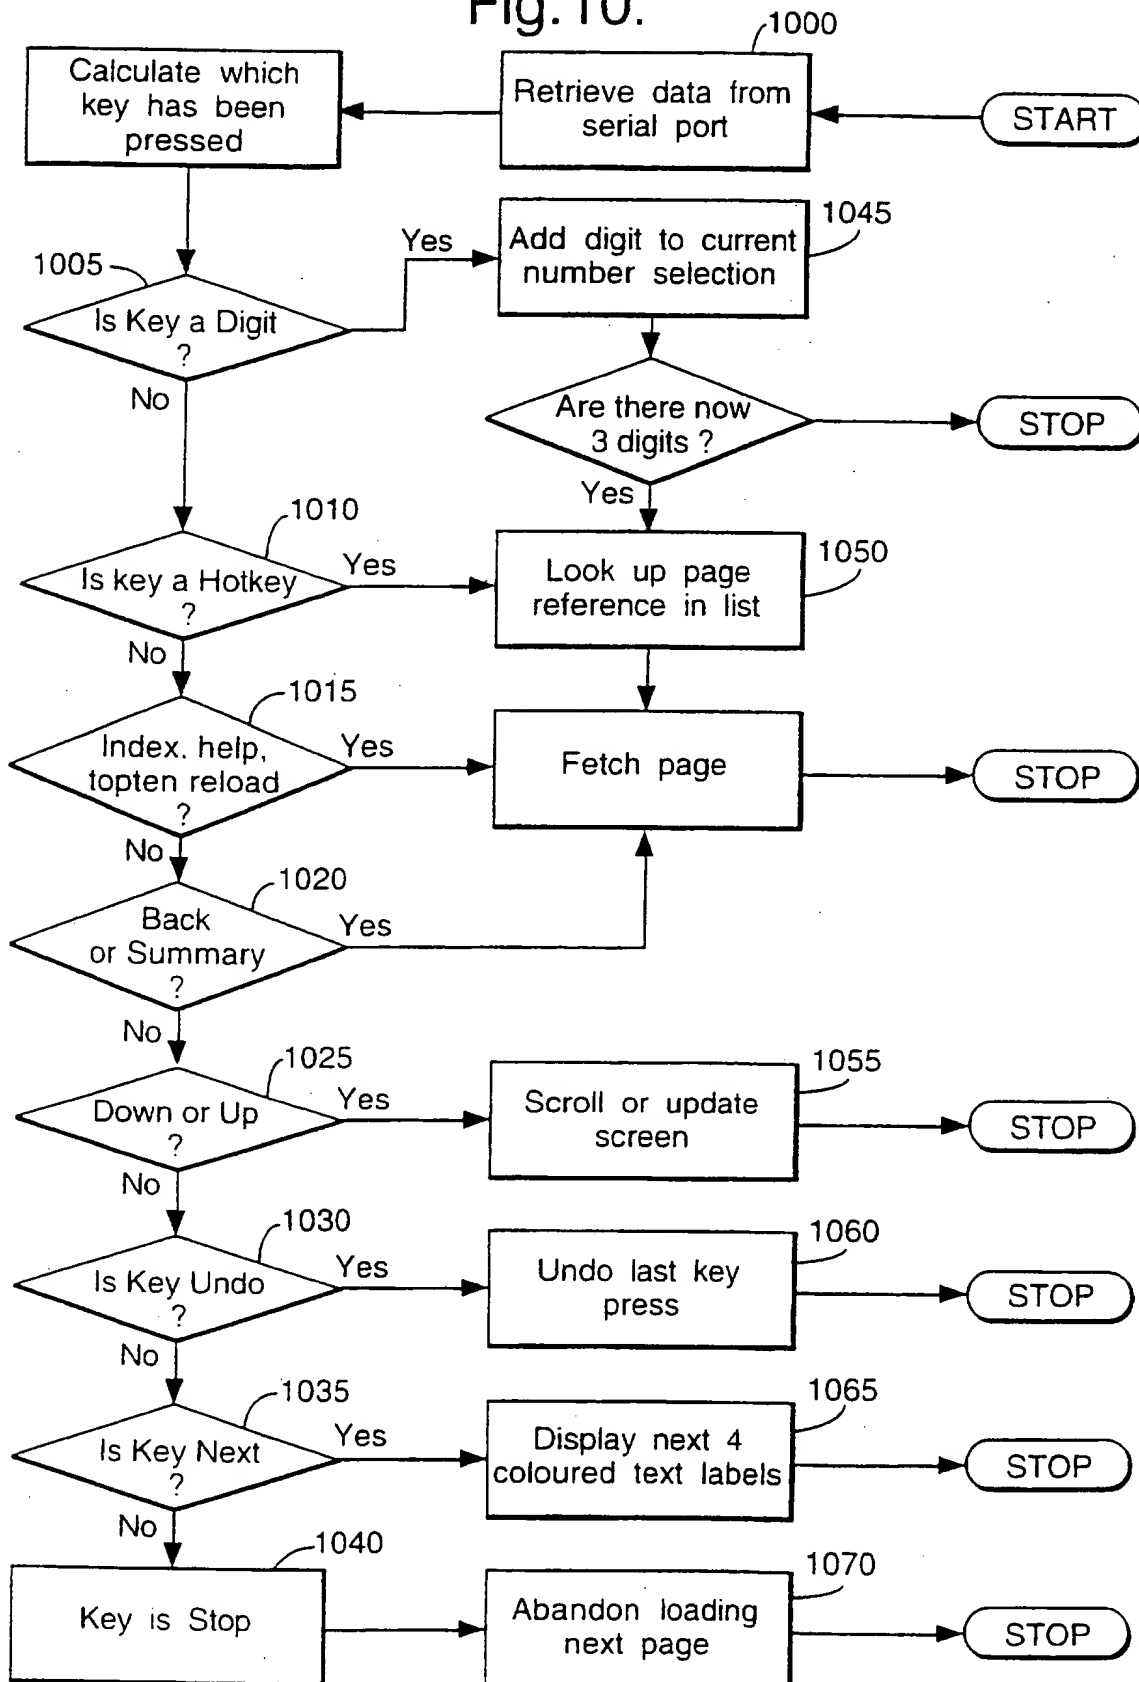 Fig.10.
1000
Calculate which
key has been
pressed
Retrieve data from
serial port
START
1005
Is Key a Digit
?
Yes
No
1045
Add digit to current
number selection
Are there now
3 digits ?
Yes
STOP
1010
Is key a Hotkey
?
Yes
No
1050
Look up page
reference in list
1015
Index. help,
topten reload
?
Yes
No
Fetch page
STOP
1020
Back
or Summary
?
Yes
No
1025
Down or Up
?
Yes
No
1055
Scroll or update
screen
STOP
1030
Is Key Undo
?
Yes
No
1060
Undo last key
press
STOP
1035
Is Key Next
?
Yes
No
1065
Display next 4
coloured text labels
STOP
1040
Key is Stop
1070
Abandon loading
next page
STOP